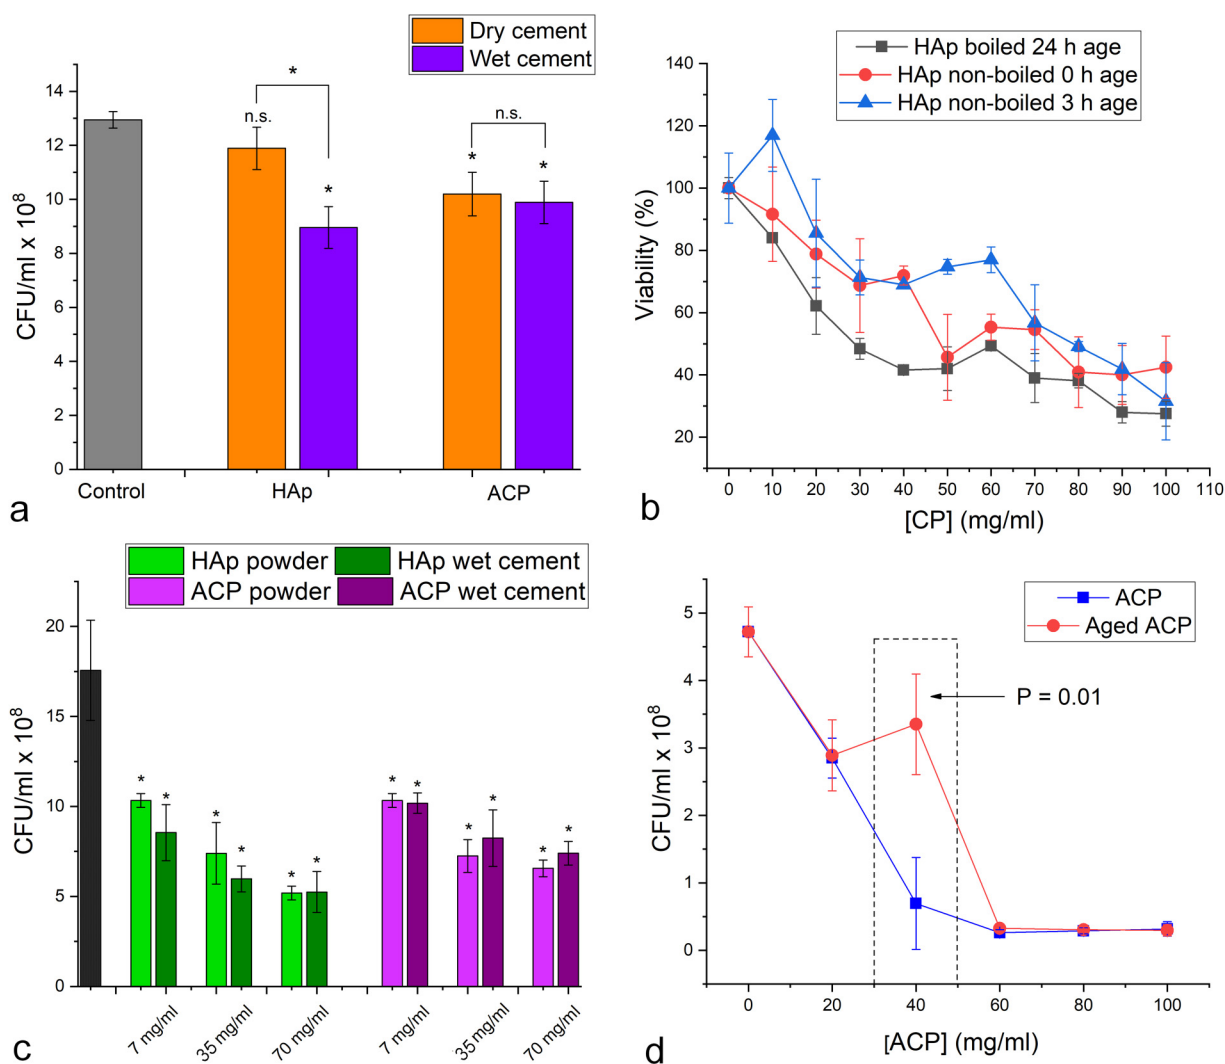 a
Dry cement
Wet cement
CFU/ml x 10⁸
14
12
10
8
6
4
2
0
n.s.
*
*
n.s.
*
*
Control
HAp
ACP
b
HAp boiled 24 h age
HAp non-boiled 0 h age
HAp non-boiled 3 h age
Viability (%)
140
120
100
80
60
40
20
0 10 20 30 40 50 60 70 80 90 100 110
[CP] (mg/ml)
c
HAp powder HAp wet cement
ACP powder ACP wet cement
CFU/ml x 10⁸
20
15
10
5
0
* * * * * * * * * * * *
7 mg/ml
35 mg/ml
70 mg/ml
7 mg/ml
35 mg/ml
70 mg/ml
d
ACP
Aged ACP
P = 0.01
CFU/ml x 10⁸
5
4
3
2
1
0
0 20 40 60 80 100
[ACP] (mg/ml)